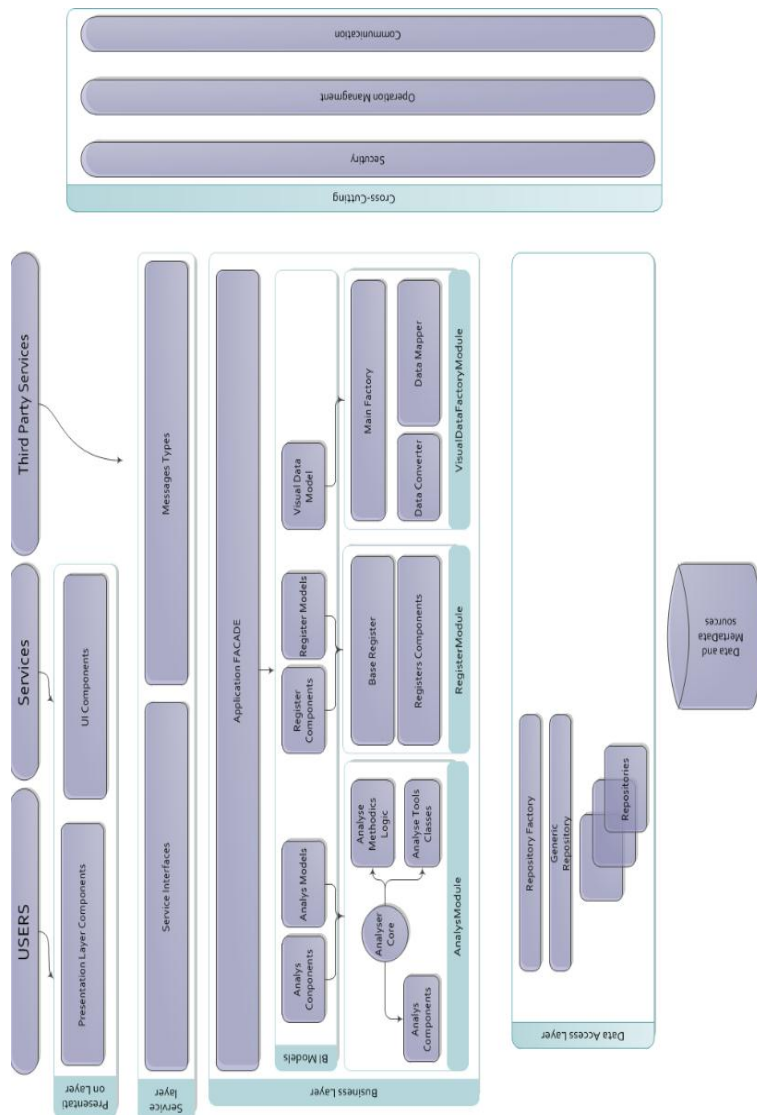 USERS
Services
Third Party Services
Presentati
on Layer
Presentation Layer Components
UI Components
Service
layer
Service Interfaces
Messages Types
Business Layer
Application FACADE
BI Models
Analys
Conponents
Analys Models
Register
Components
Register Models
Visual Data
Model
Analys
Components
Analyser
Core
Analyse
Methodics
Logic
Analyse Tools
Classes
AnalysModule
Base Register
Registers Components
RegisterModule
Main Factory
Data Converter
Data Mapper
VisualDataFactoryModule
Data Access Layer
Repository Factory
Generic
Repository
Repositories
Data and
MertaData
sources
Cross-Cutting
Secutiry
Operation Managment
Communication